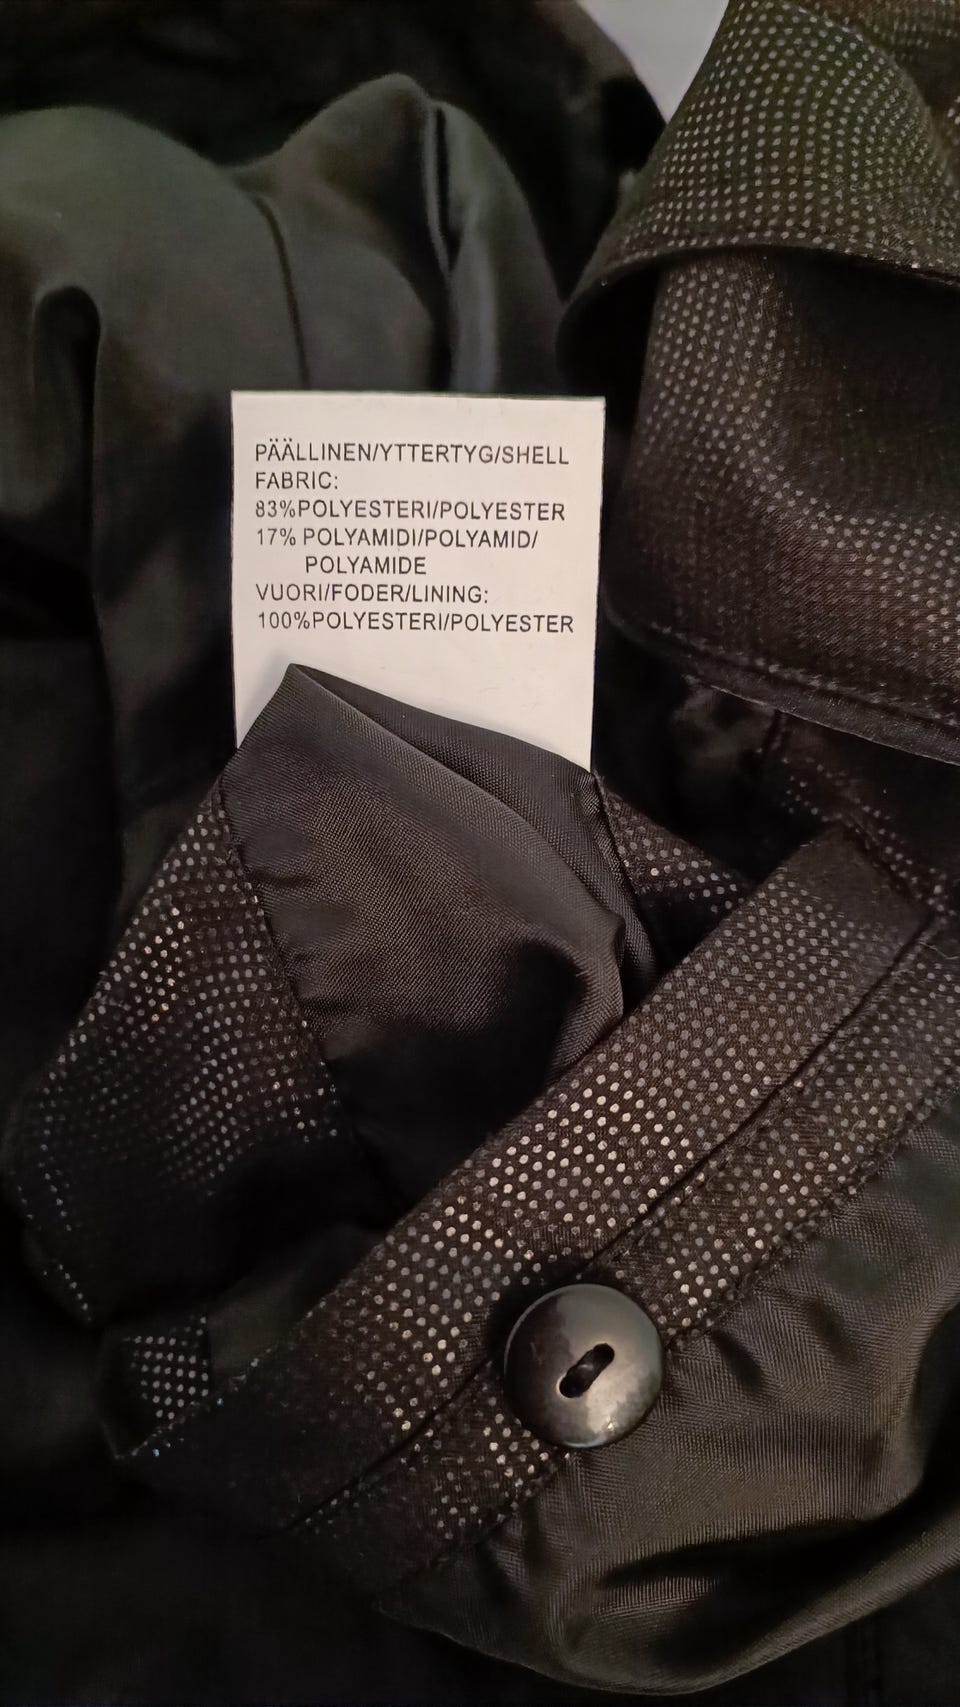 PÄÄLLINEN/YTTERTYG/SHELL
FABRIC:
83%POLYESTERI/POLYESTER
17% POLYAMIDI/POLYAMID/
POLYAMIDE
VUORI/FODER/LINING:
100%POLYESTERI/POLYESTER